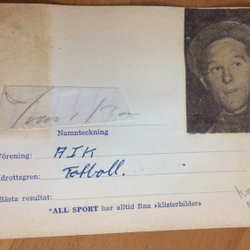 Namnteckning
Förening: AIK
Idrottsgren: Fotboll.
Bästa resultat:
*ALL SPORT har alltid fina »klisterbilder»